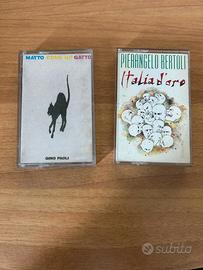 MATTO COME UN GATTO
GINO PAOLI
PIERANGELO BERTOLI
Italia d'oro
subito